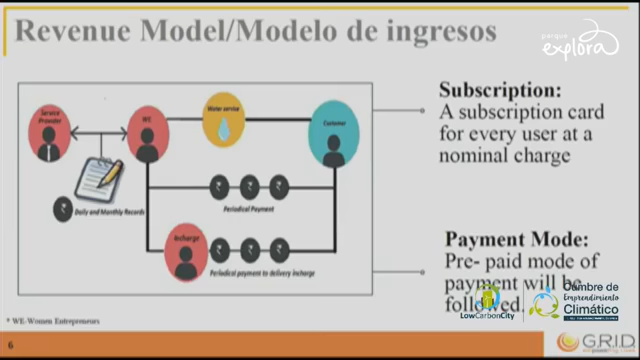 Revenue Model/Modelo de ingresos
parque
explora
Service
Provider
WE
Water service
Customer
Daily and Monthly Records
Periodical Payment
Incharge
Periodical payment to delivery incharge
Subscription:
A subscription card
for every user at a
nominal charge
Payment Mode:
Pre- paid mode of
payment will be
followed.
* WE-Women Entrepreneurs
LowCarbonCity
Cumbre de
Emprendimiento
Climático
6
GRID